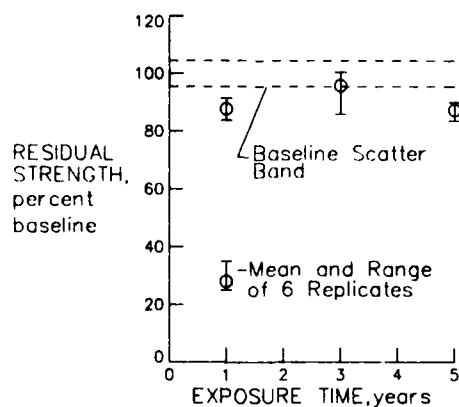 120
100
80
60
40
20
0
RESIDUAL
STRENGTH,
percent
baseline
Baseline Scatter
Band
Mean and Range
of 6 Replicates
0 1 2 3 4 5
EXPOSURE TIME, years